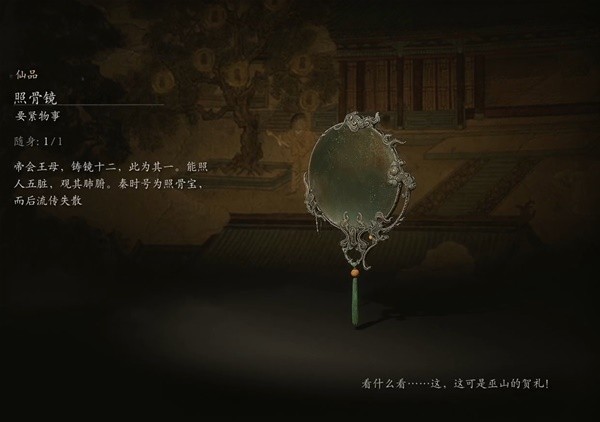 仙品
照骨镜
要紧物事
随身: 1/1
帝会王母，铸镜十二，此为其一。能照
人五脏，观其肺腑。秦时号为照骨宝，
而后流传失散
看什么看……这，这可是巫山的贺礼！